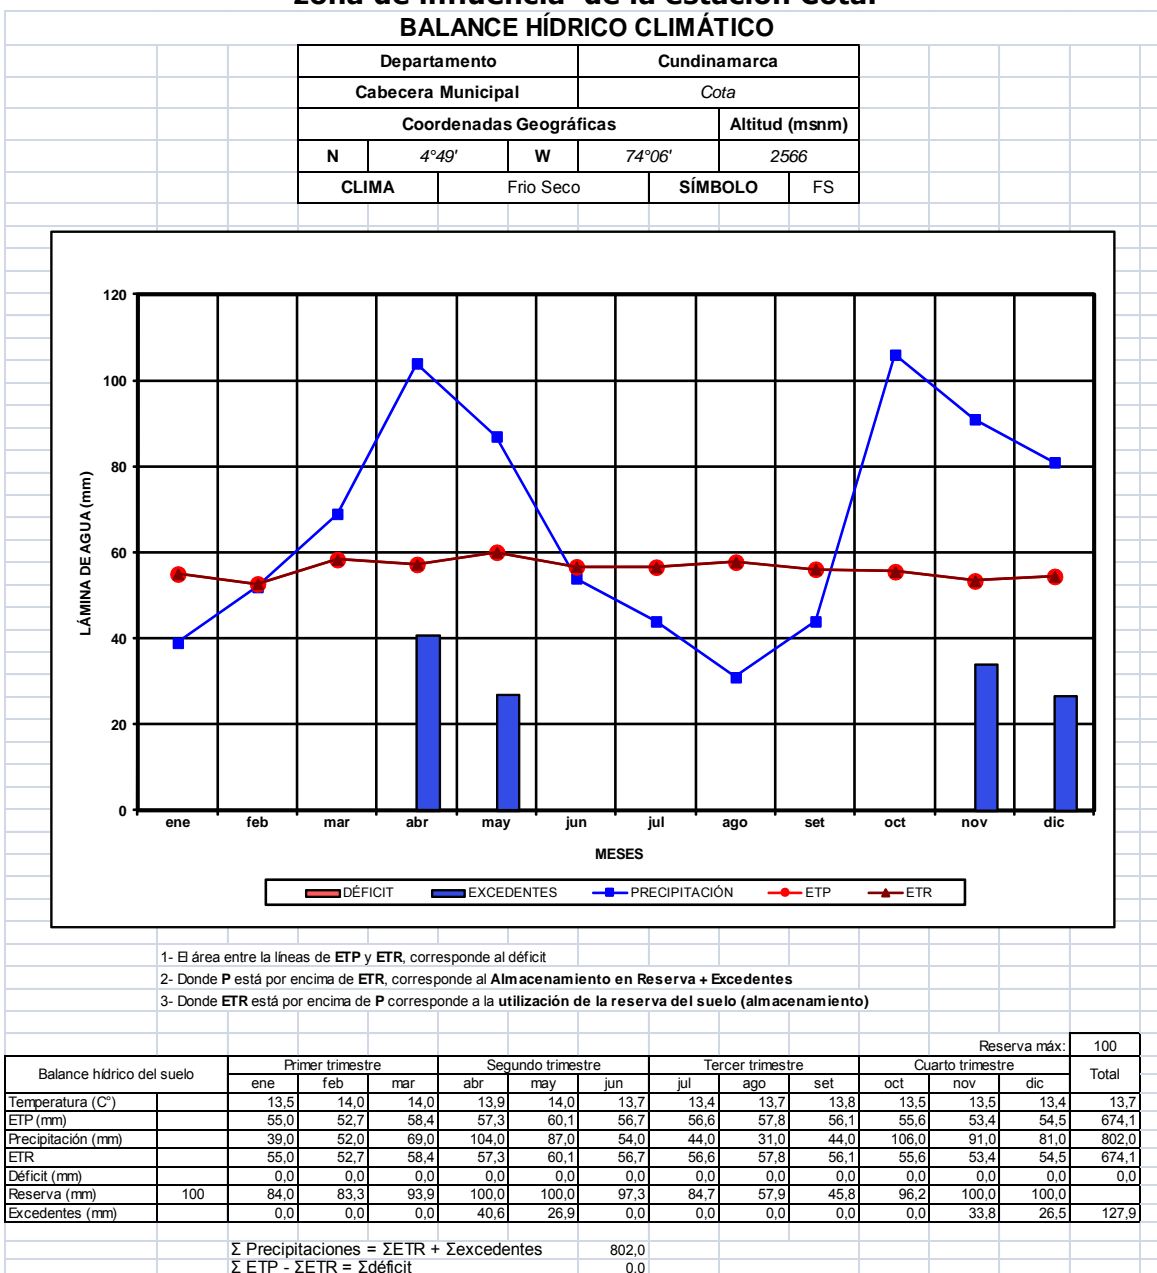 zona de influencia de la estación Cota.
BALANCE HÍDRICO CLIMÁTICO
Departamento Cundinamarca
Cabecera Municipal Cota
Coordenadas Geográficas Altitud (msnm)
N 4°49' W 74°06' 2566
CLIMA Frio Seco SÍMBOLO FS
LÁMINA DE AGUA (mm)
120
100
80
60
40
20
0
ene feb mar abr may jun jul ago set oct nov dic
MESES
DÉFICIT EXCEDENTES PRECIPITACIÓN ETP ETR
1- El área entre la líneas de ETP y ETR, corresponde al déficit
2- Donde P está por encima de ETR, corresponde al Almacenamiento en Reserva + Excedentes
3- Donde ETR está por encima de P corresponde a la utilización de la reserva del suelo (almacenamiento)
Reserva máx: 100
Balance hídrico del suelo Primer trimestre Segundo trimestre Tercer trimestre Cuarto trimestre Total
ene feb mar abr may jun jul ago set oct nov dic
Temperatura (C°) 13,5 14,0 14,0 13,9 14,0 13,7 13,4 13,7 13,8 13,5 13,5 13,4 13,7
ETP (mm) 55,0 52,7 58,4 57,3 60,1 56,7 56,6 57,8 56,1 55,6 53,4 54,5 674,1
Precipitación (mm) 39,0 52,0 69,0 104,0 87,0 54,0 44,0 31,0 44,0 106,0 91,0 81,0 802,0
ETR 55,0 52,7 58,4 57,3 60,1 56,7 56,6 57,8 56,1 55,6 53,4 54,5 674,1
Déficit (mm) 0,0 0,0 0,0 0,0 0,0 0,0 0,0 0,0 0,0 0,0 0,0 0,0 0,0
Reserva (mm) 100 84,0 83,3 93,9 100,0 100,0 97,3 84,7 57,9 45,8 96,2 100,0 100,0
Excedentes (mm) 0,0 0,0 0,0 40,6 26,9 0,0 0,0 0,0 0,0 0,0 33,8 26,5 127,9
Σ Precipitaciones = ΣETR + Σexcedentes 802,0
Σ ETP - ΣETR = Σdéficit 0,0